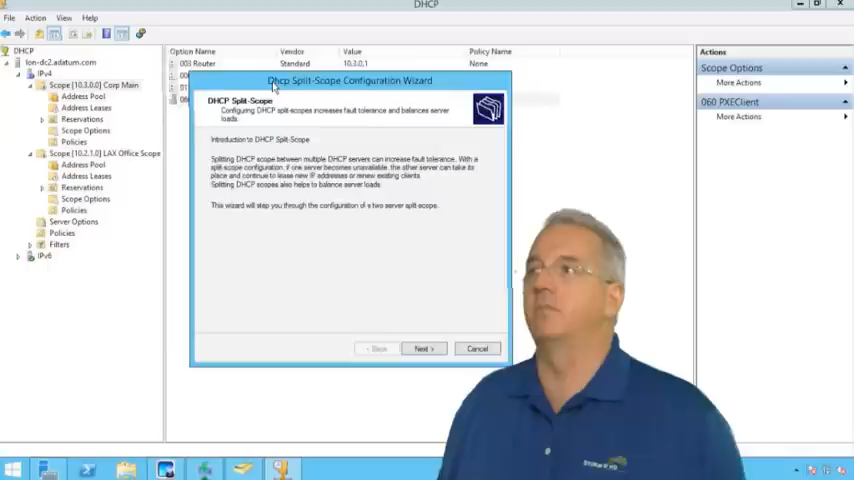 DHCP
File Action View Help
DHCP
lon-dc2.adatum.com
IPv4
Scope [10.3.0.0] Corp Main
Address Pool
Address Leases
Reservations
Scope Options
Policies
Scope [10.2.1.0] LAX Office Scope
Address Pool
Address Leases
Reservations
Scope Options
Policies
Server Options
Policies
Filters
IPv6
Option Name Vendor Value Policy Name
003 Router Standard 10.3.0.1 None
Dhcp Split-Scope Configuration Wizard
DHCP Split-Scope
Configuring DHCP split-scopes increases fault tolerance and balances server
loads.
Introduction to DHCP Split-Scope
Splitting DHCP scope between multiple DHCP servers can increase fault tolerance. With a
split-scope configuration, if one server becomes unavailable, the other server can take its
place and continue to lease new IP addresses or renew existing clients.
Splitting DHCP scopes also helps to balance server loads.
This wizard will step you through the configuration of a two server split-scope.
< Back Next > Cancel
Actions
Scope Options
More Actions
060 PXEClient
More Actions